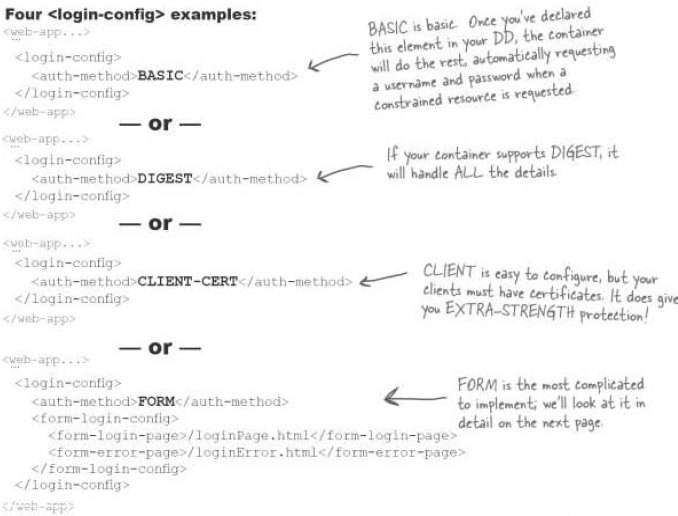 Four <login-config> examples:
<web-app...>
...
<login-config>
<auth-method>BASIC</auth-method>
</login-config>
</web-app>
BASIC is basic. Once you've declared
this element in your DD, the container
will do the rest, automatically requesting
a username and password when a
constrained resource is requested.
— or —
<web-app...>
...
<login-config>
<auth-method>DIGEST</auth-method>
</login-config>
</web-app>
If your container supports DIGEST, it
will handle ALL the details.
— or —
<web-app...>
...
<login-config>
<auth-method>CLIENT-CERT</auth-method>
</login-config>
</web-app>
CLIENT is easy to configure, but your
clients must have certificates. It does give
you EXTRA-STRENGTH protection!
— or —
<web-app...>
...
<login-config>
<auth-method>FORM</auth-method>
<form-login-config>
<form-login-page>/loginPage.html</form-login-page>
<form-error-page>/loginError.html</form-error-page>
</form-login-config>
</login-config>
</web-app>
FORM is the most complicated
to implement; we'll look at it in
detail on the next page.